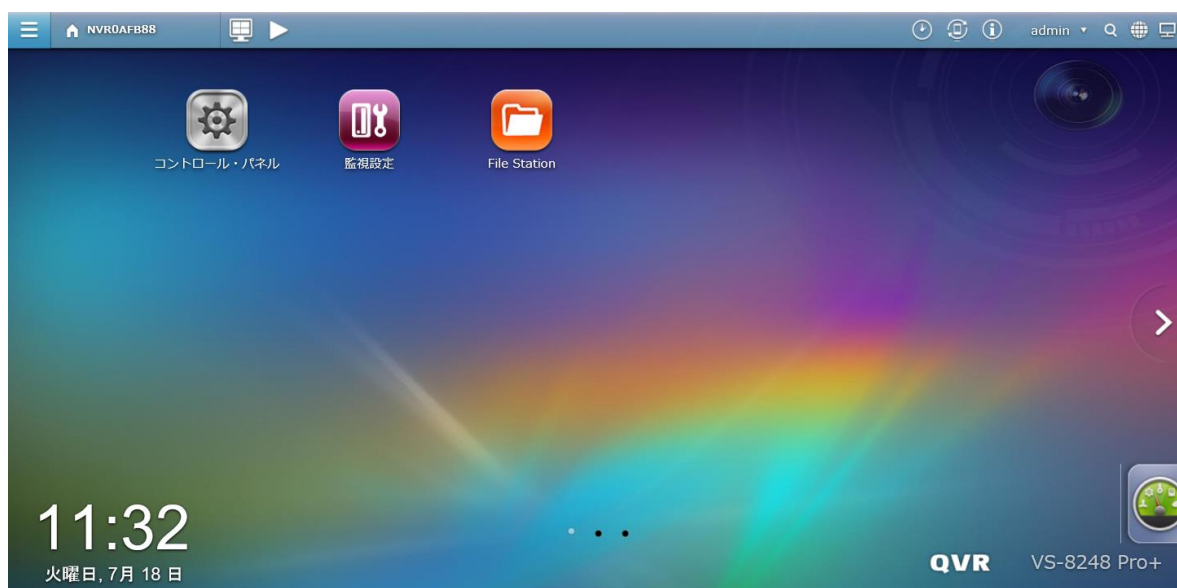 NVR0AFB88
admin
コントロール・パネル
監視設定
File Station
11:32
火曜日, 7月 18 日
QVR
VS-8248 Pro+